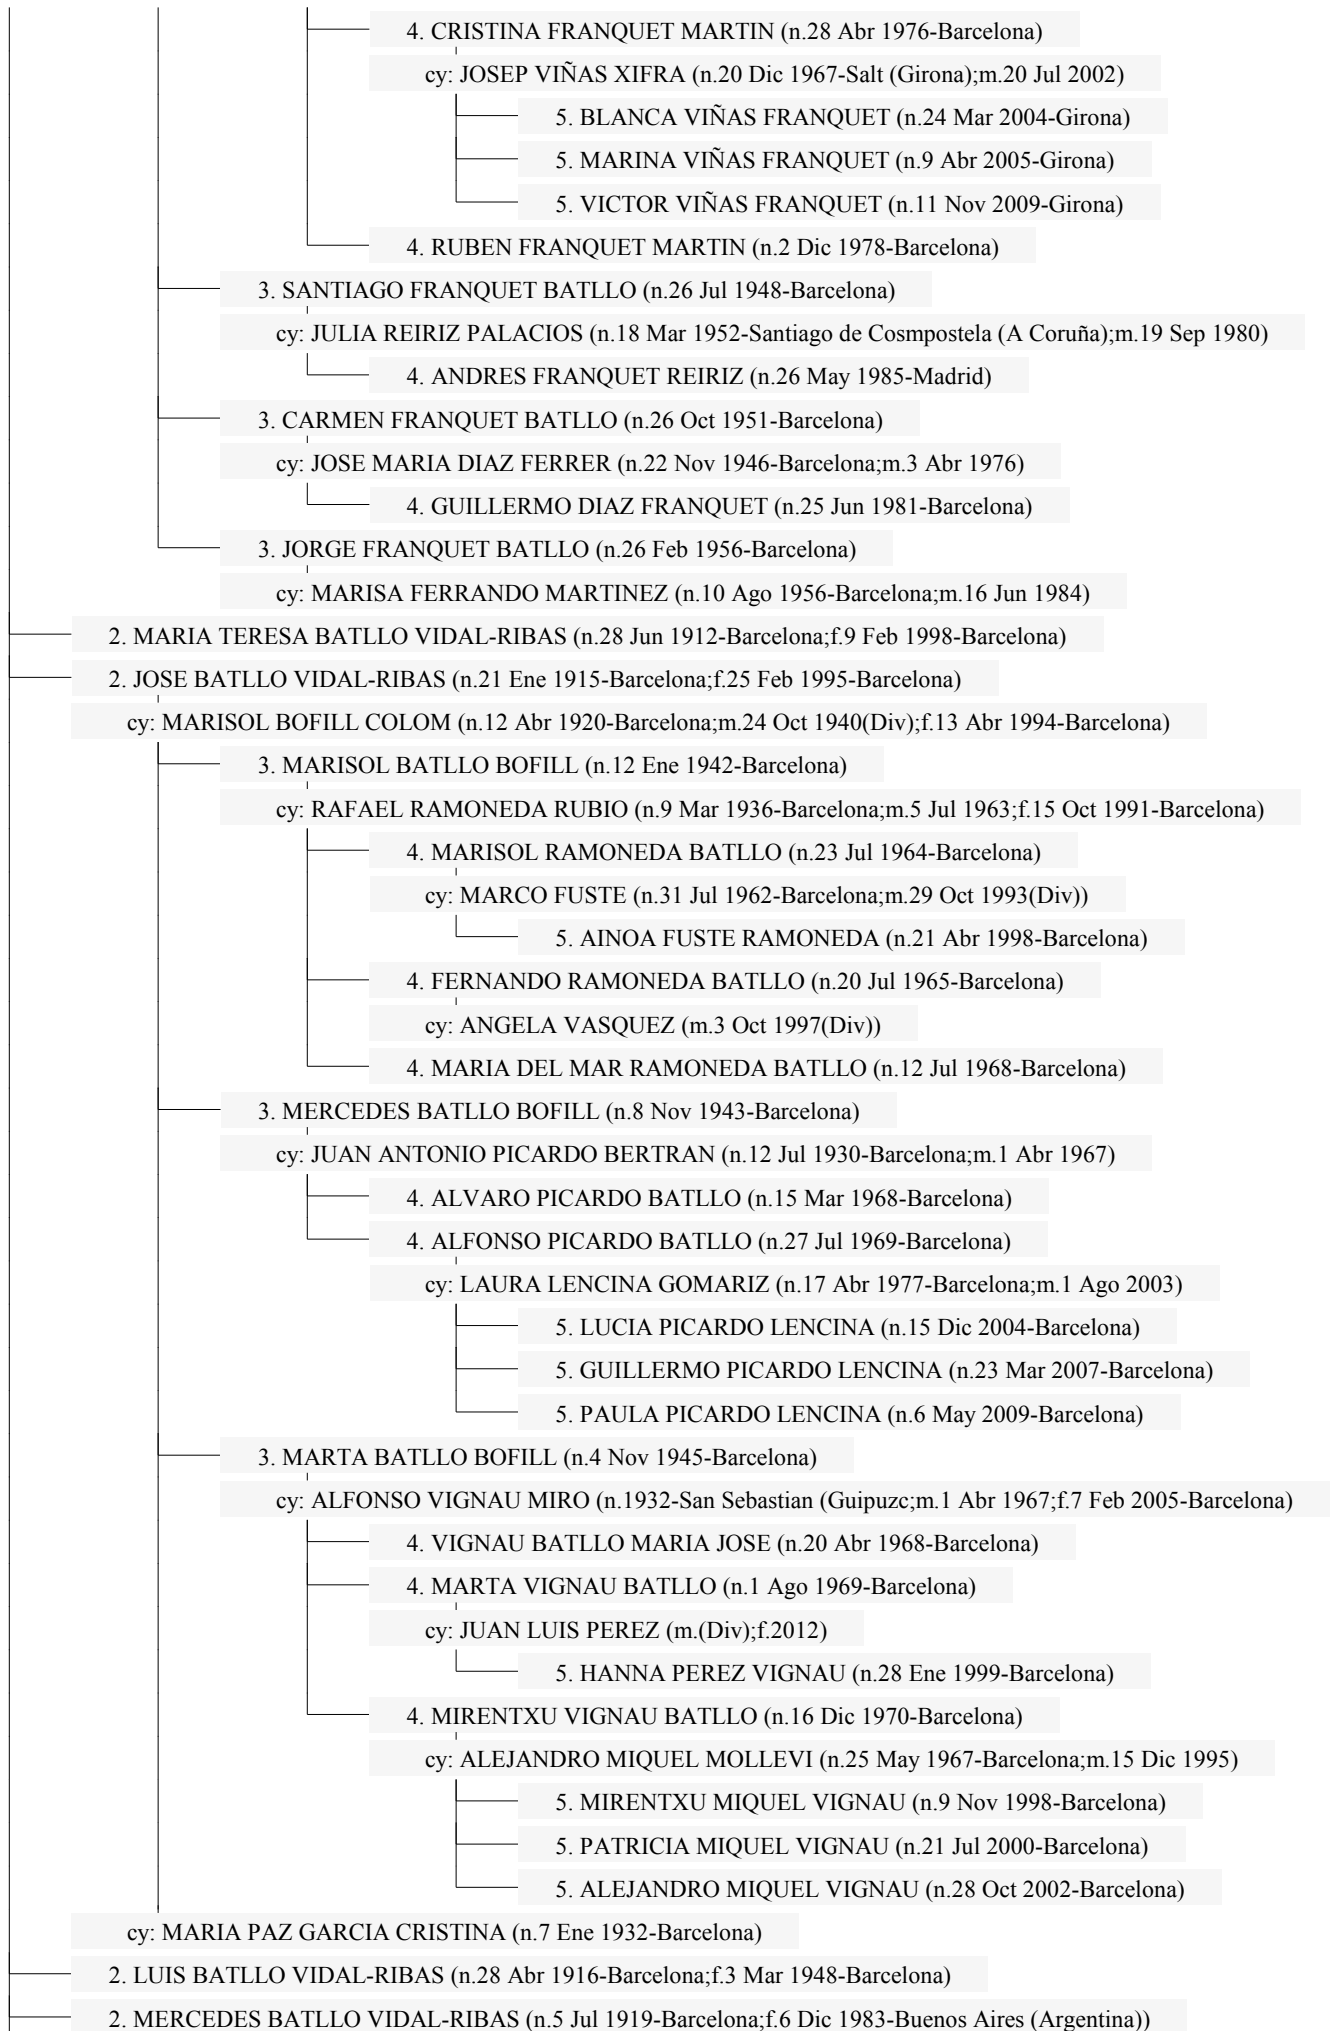 4. CRISTINA FRANQUET MARTIN (n.28 Abr 1976-Barcelona)
cy: JOSEP VIÑAS XIFRA (n.20 Dic 1967-Salt (Girona);m.20 Jul 2002)
5. BLANCA VIÑAS FRANQUET (n.24 Mar 2004-Girona)
5. MARINA VIÑAS FRANQUET (n.9 Abr 2005-Girona)
5. VICTOR VIÑAS FRANQUET (n.11 Nov 2009-Girona)
4. RUBEN FRANQUET MARTIN (n.2 Dic 1978-Barcelona)
3. SANTIAGO FRANQUET BATLLO (n.26 Jul 1948-Barcelona)
cy: JULIA REIRIZ PALACIOS (n.18 Mar 1952-Santiago de Cosmpostela (A Coruña);m.19 Sep 1980)
4. ANDRES FRANQUET REIRIZ (n.26 May 1985-Madrid)
3. CARMEN FRANQUET BATLLO (n.26 Oct 1951-Barcelona)
cy: JOSE MARIA DIAZ FERRER (n.22 Nov 1946-Barcelona;m.3 Abr 1976)
4. GUILLERMO DIAZ FRANQUET (n.25 Jun 1981-Barcelona)
3. JORGE FRANQUET BATLLO (n.26 Feb 1956-Barcelona)
cy: MARISA FERRANDO MARTINEZ (n.10 Ago 1956-Barcelona;m.16 Jun 1984)
2. MARIA TERESA BATLLO VIDAL-RIBAS (n.28 Jun 1912-Barcelona;f.9 Feb 1998-Barcelona)
2. JOSE BATLLO VIDAL-RIBAS (n.21 Ene 1915-Barcelona;f.25 Feb 1995-Barcelona)
cy: MARISOL BOFILL COLOM (n.12 Abr 1920-Barcelona;m.24 Oct 1940(Div);f.13 Abr 1994-Barcelona)
3. MARISOL BATLLO BOFILL (n.12 Ene 1942-Barcelona)
cy: RAFAEL RAMONEDA RUBIO (n.9 Mar 1936-Barcelona;m.5 Jul 1963;f.15 Oct 1991-Barcelona)
4. MARISOL RAMONEDA BATLLO (n.23 Jul 1964-Barcelona)
cy: MARCO FUSTE (n.31 Jul 1962-Barcelona;m.29 Oct 1993(Div))
5. AINOA FUSTE RAMONEDA (n.21 Abr 1998-Barcelona)
4. FERNANDO RAMONEDA BATLLO (n.20 Jul 1965-Barcelona)
cy: ANGELA VASQUEZ (m.3 Oct 1997(Div))
4. MARIA DEL MAR RAMONEDA BATLLO (n.12 Jul 1968-Barcelona)
3. MERCEDES BATLLO BOFILL (n.8 Nov 1943-Barcelona)
cy: JUAN ANTONIO PICARDO BERTRAN (n.12 Jul 1930-Barcelona;m.1 Abr 1967)
4. ALVARO PICARDO BATLLO (n.15 Mar 1968-Barcelona)
4. ALFONSO PICARDO BATLLO (n.27 Jul 1969-Barcelona)
cy: LAURA LENCINA GOMARIZ (n.17 Abr 1977-Barcelona;m.1 Ago 2003)
5. LUCIA PICARDO LENCINA (n.15 Dic 2004-Barcelona)
5. GUILLERMO PICARDO LENCINA (n.23 Mar 2007-Barcelona)
5. PAULA PICARDO LENCINA (n.6 May 2009-Barcelona)
3. MARTA BATLLO BOFILL (n.4 Nov 1945-Barcelona)
cy: ALFONSO VIGNAU MIRO (n.1932-San Sebastian (Guipuzc;m.1 Abr 1967;f.7 Feb 2005-Barcelona)
4. VIGNAU BATLLO MARIA JOSE (n.20 Abr 1968-Barcelona)
4. MARTA VIGNAU BATLLO (n.1 Ago 1969-Barcelona)
cy: JUAN LUIS PEREZ (m.(Div);f.2012)
5. HANNA PEREZ VIGNAU (n.28 Ene 1999-Barcelona)
4. MIRENTXU VIGNAU BATLLO (n.16 Dic 1970-Barcelona)
cy: ALEJANDRO MIQUEL MOLLEVI (n.25 May 1967-Barcelona;m.15 Dic 1995)
5. MIRENTXU MIQUEL VIGNAU (n.9 Nov 1998-Barcelona)
5. PATRICIA MIQUEL VIGNAU (n.21 Jul 2000-Barcelona)
5. ALEJANDRO MIQUEL VIGNAU (n.28 Oct 2002-Barcelona)
cy: MARIA PAZ GARCIA CRISTINA (n.7 Ene 1932-Barcelona)
2. LUIS BATLLO VIDAL-RIBAS (n.28 Abr 1916-Barcelona;f.3 Mar 1948-Barcelona)
2. MERCEDES BATLLO VIDAL-RIBAS (n.5 Jul 1919-Barcelona;f.6 Dic 1983-Buenos Aires (Argentina))